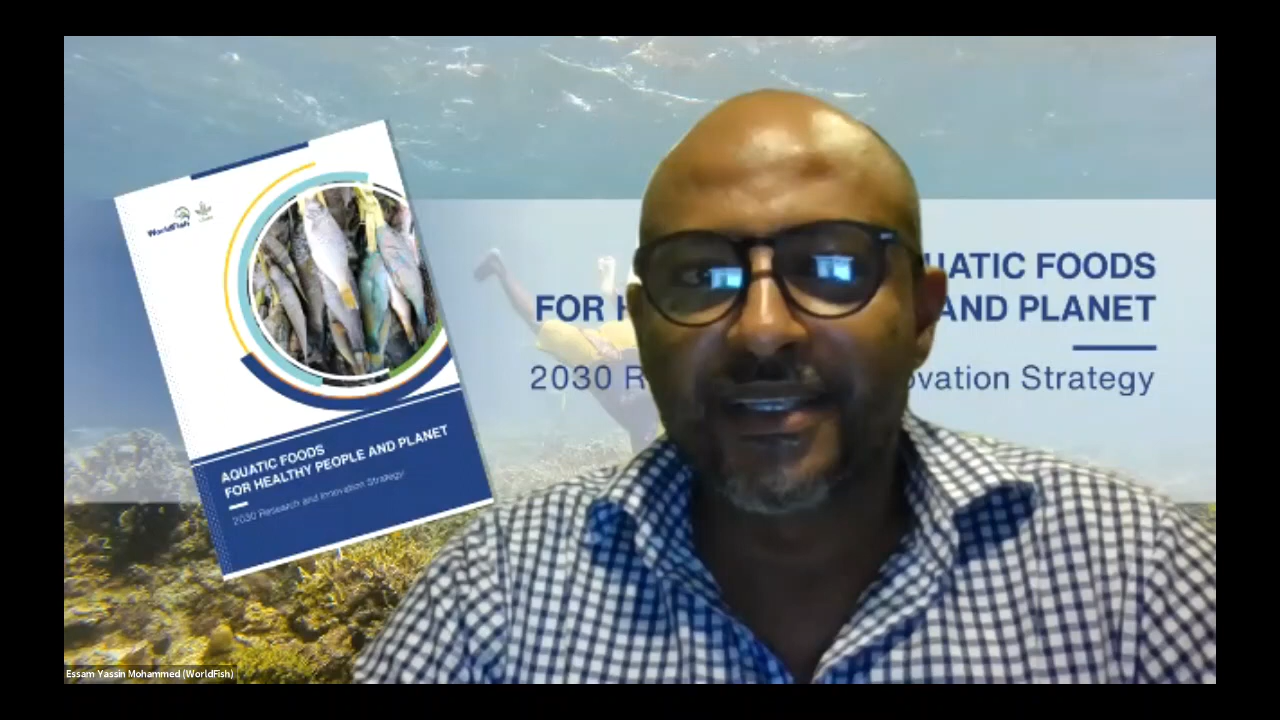 WorldFish
AQUATIC FOODS
FOR HEALTHY PEOPLE AND PLANET
2030 Research and Innovation Strategy
UATIC FOODS
FOR H AND PLANET
2030 R ovation Strategy
Essam Yassin Mohammed (WorldFish)